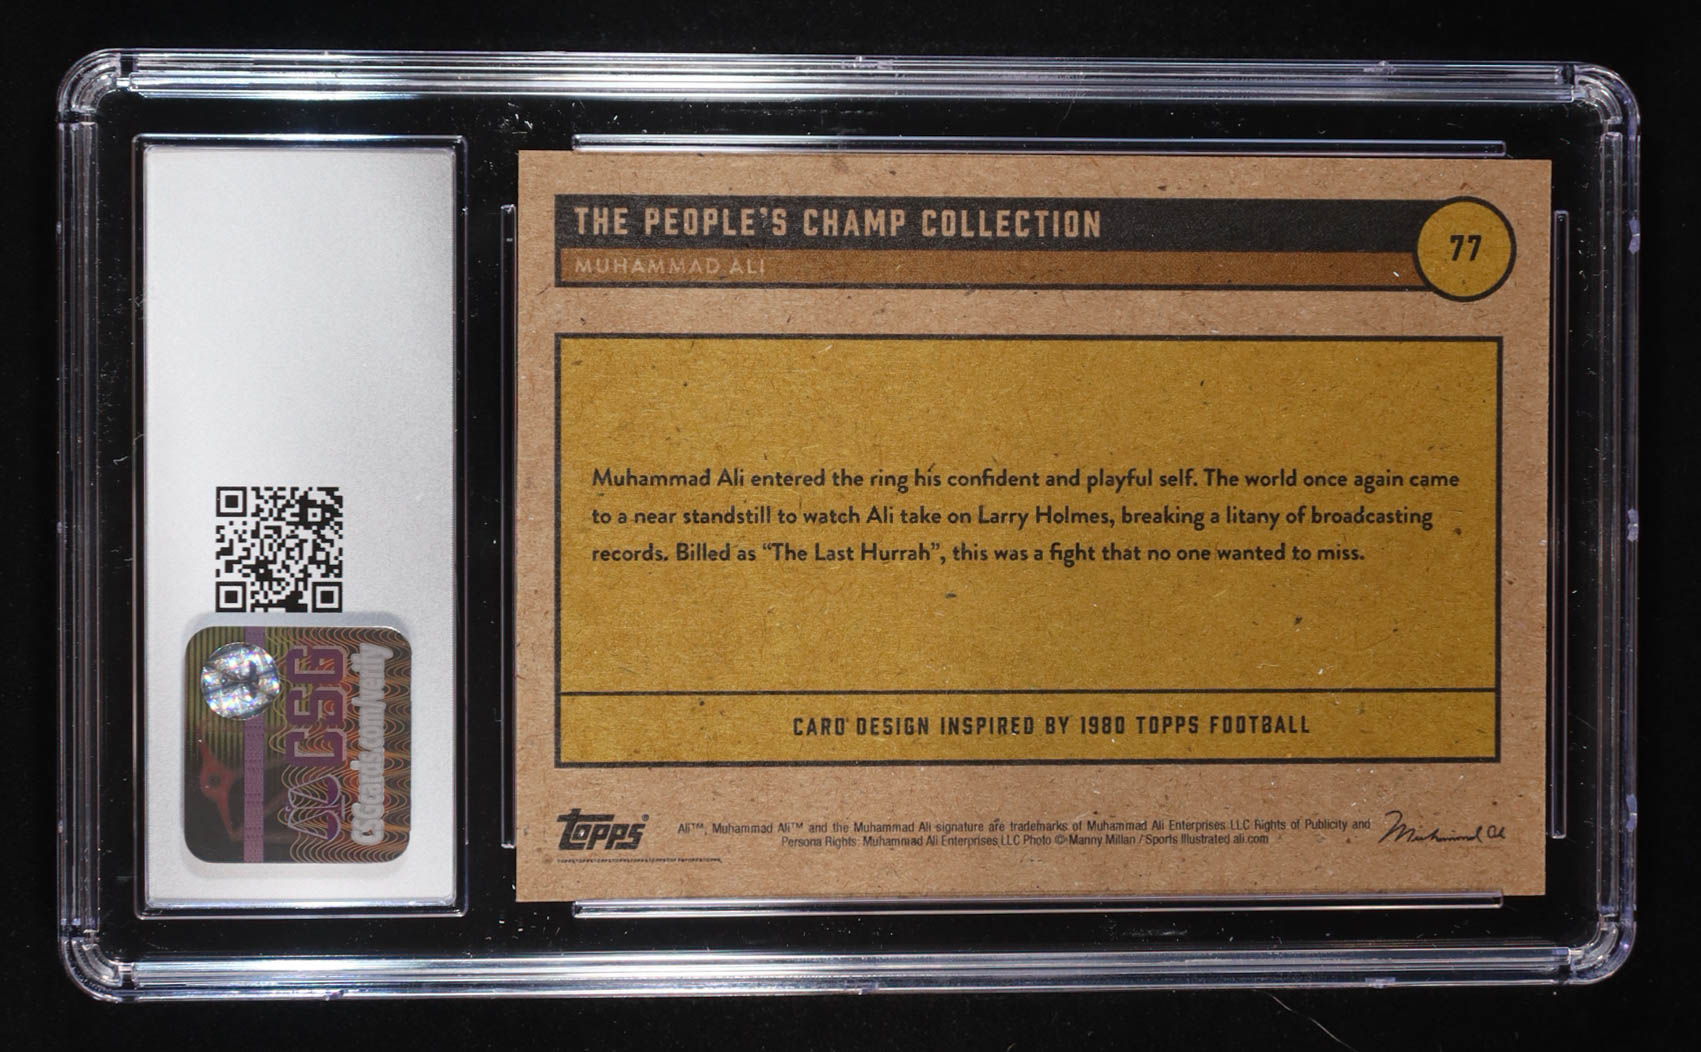 THE PEOPLE'S CHAMP COLLECTION
MUHAMMAD ALI
77
Muhammad Ali entered the ring his confident and playful self. The world once again came
to a near standstill to watch Ali take on Larry Holmes, breaking a litany of broadcasting
records. Billed as “The Last Hurrah”, this was a fight that no one wanted to miss.
CARD DESIGN INSPIRED BY 1980 TOPPS FOOTBALL
topps
Ali™, Muhammad Ali™ and the Muhammad Ali signature are trademarks of Muhammad Ali Enterprises LLC Rights of Publicity and
Persona Rights: Muhammad Ali Enterprises LLC Photo © Manny Millan / Sports Illustrated ali.com
Muhammad Ali
CSG
CSGcards.com/verify